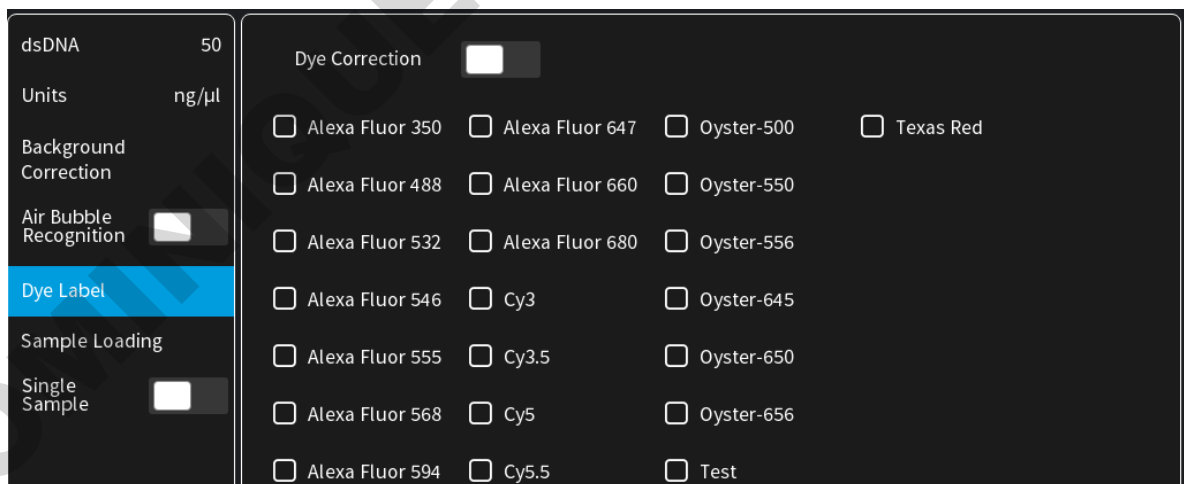 dsDNA 50
Units ng/µl
Background
Correction
Air Bubble
Recognition
Dye Label
Sample Loading
Single
Sample
Dye Correction
Alexa Fluor 350 Alexa Fluor 647 Oyster-500 Texas Red
Alexa Fluor 488 Alexa Fluor 660 Oyster-550
Alexa Fluor 532 Alexa Fluor 680 Oyster-556
Alexa Fluor 546 Cy3 Oyster-645
Alexa Fluor 555 Cy3.5 Oyster-650
Alexa Fluor 568 Cy5 Oyster-656
Alexa Fluor 594 Cy5.5 Test